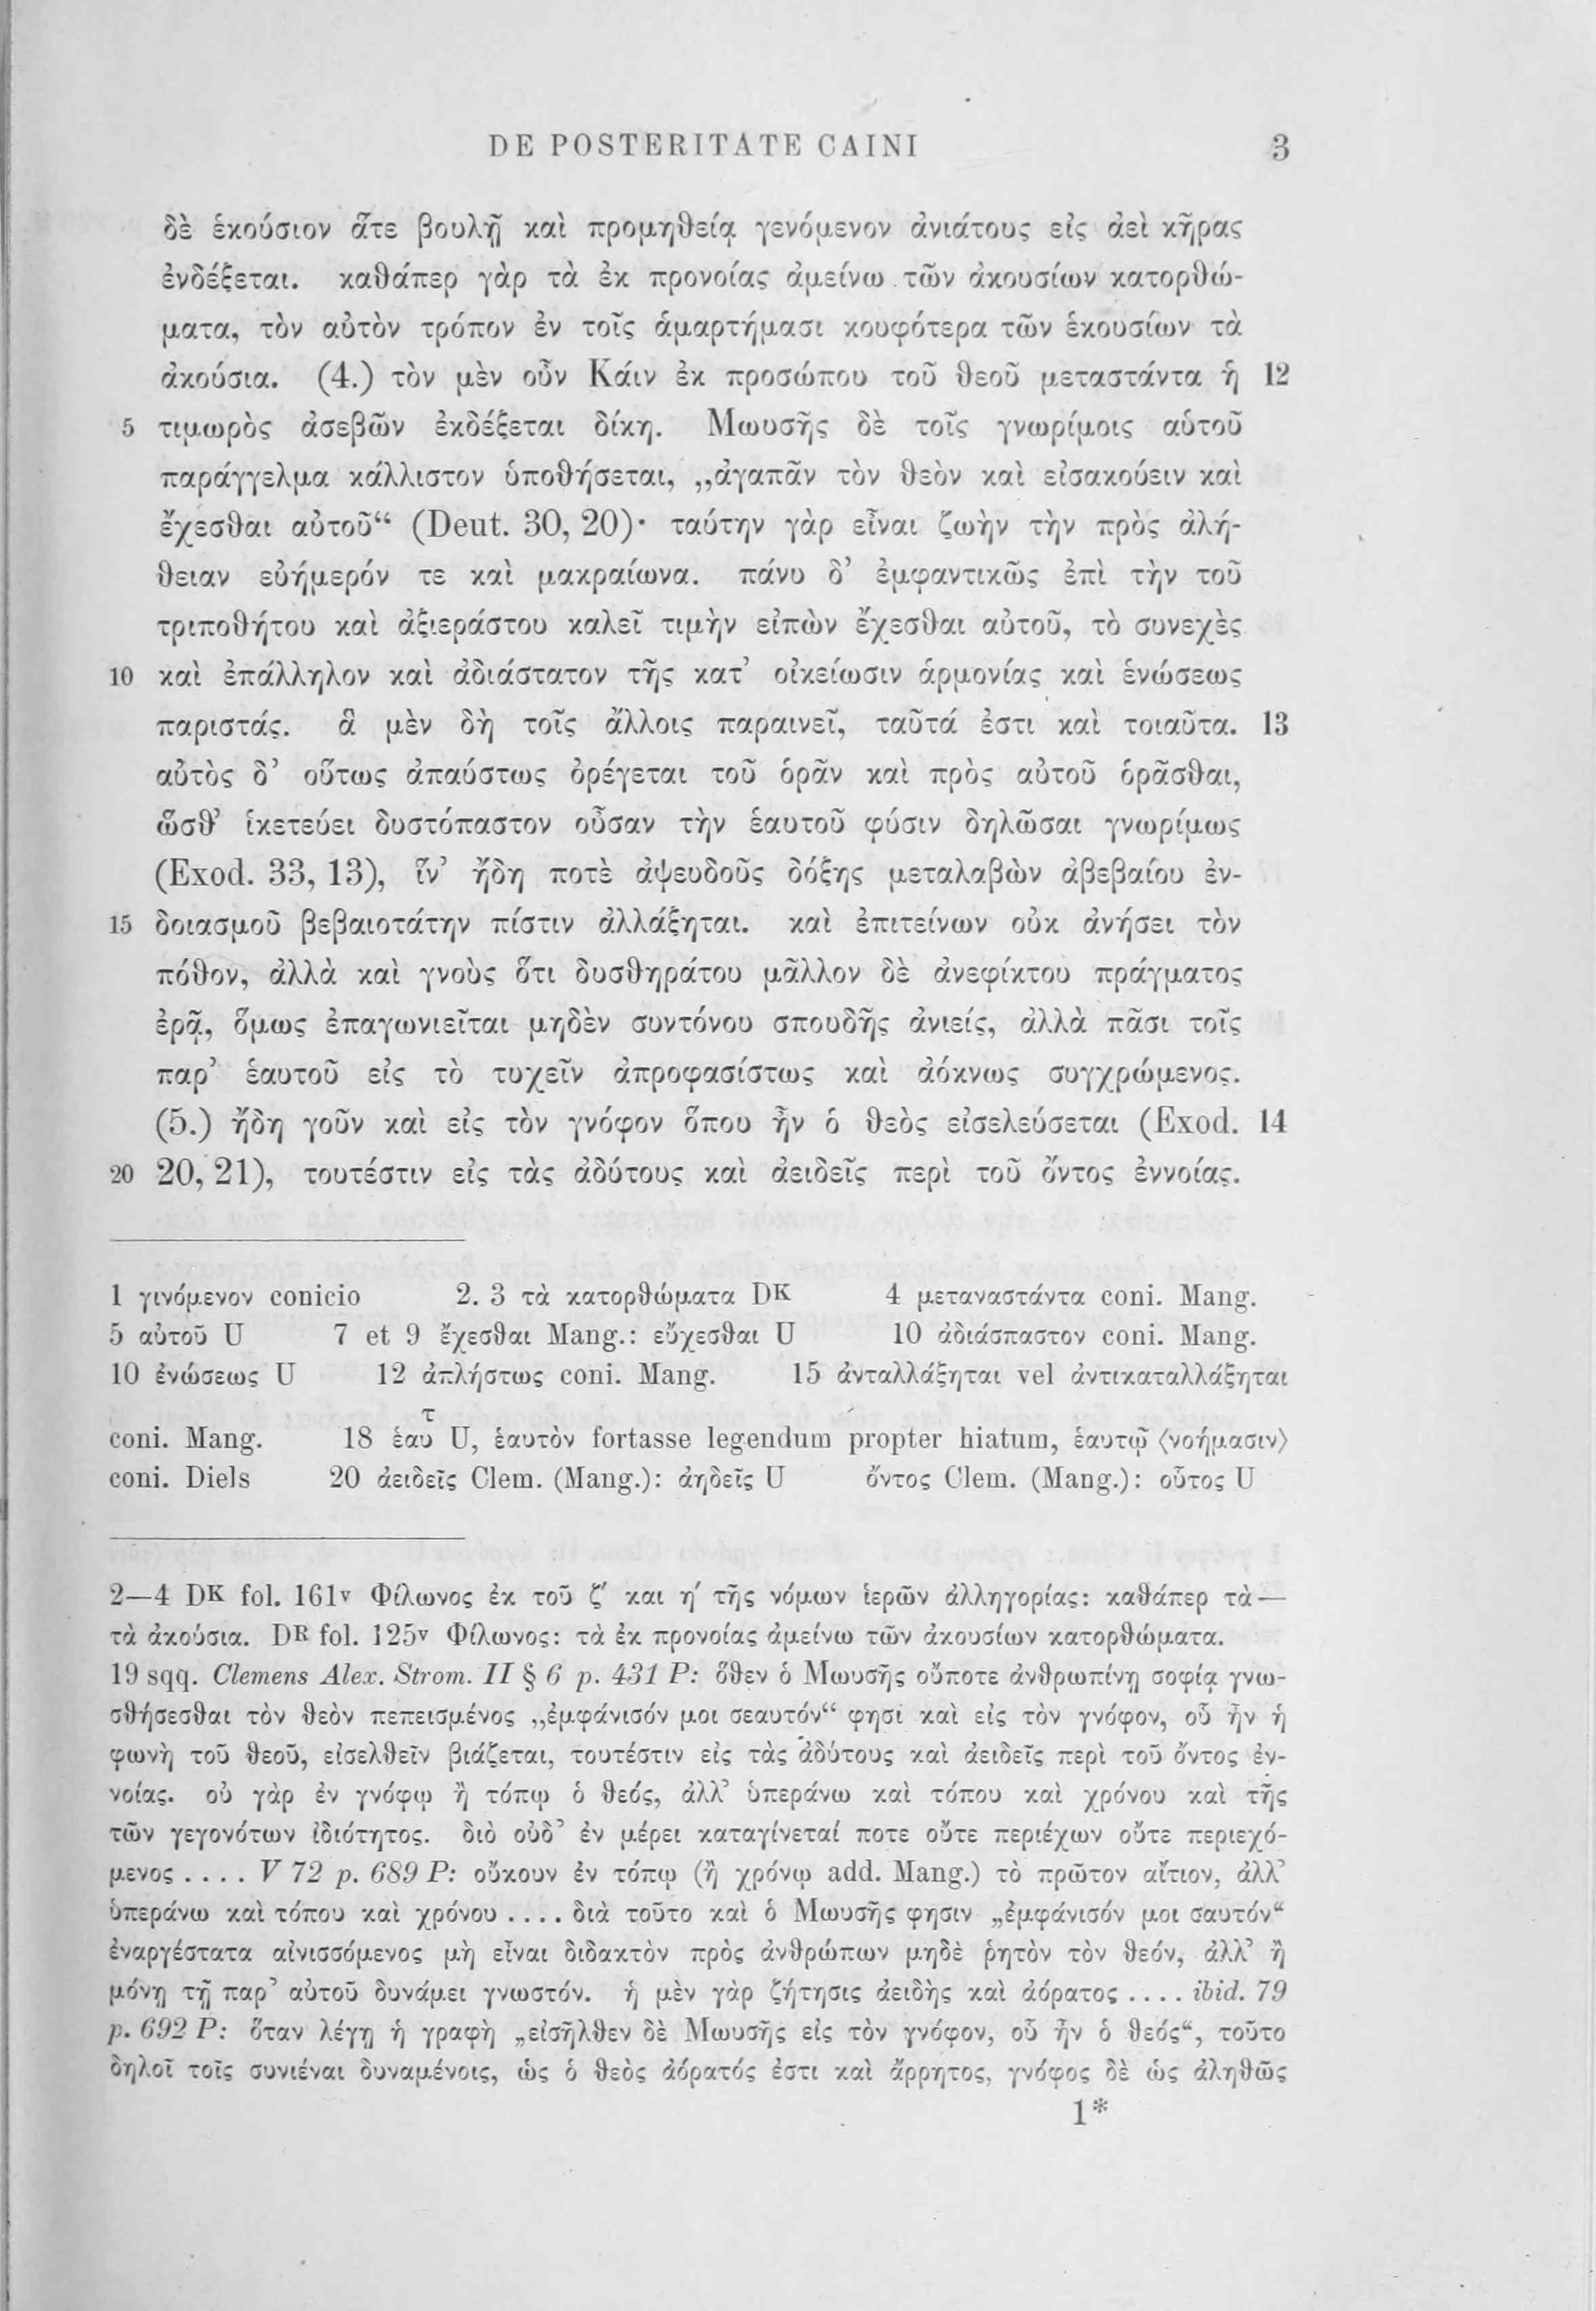 DE POSTERITATE CAINI 3
δὲ ἑκούσιον ἅτε βουλῇ καὶ προμηθείᾳ γενόμενον ἀνιάτους εἰς ἀεὶ κῆρας
ἐνδέξεται. καθάπερ γὰρ τὰ ἐκ προνοίας ἀμείνω τῶν ἀκουσίων κατορθώ-
ματα, τὸν αὐτὸν τρόπον ἐν τοῖς ἁμαρτήμασι κουφότερα τῶν ἑκουσίων τὰ
ἀκούσια. (4.) τὸν μὲν οὖν Κάιν ἐκ προσώπου τοῦ θεοῦ μεταστάντα ἡ 12
5 τιμωρὸς ἀσεβῶν ἐκδέξεται δίκη. Μωυσῆς δὲ τοῖς γνωρίμοις αὑτοῦ
παράγγελμα κάλλιστον ὑποθήσεται, „ἀγαπᾶν τὸν θεὸν καὶ εἰσακούειν καὶ
ἔχεσθαι αὐτοῦ“ (Deut. 30, 20)· ταύτην γὰρ εἶναι ζωὴν τὴν πρὸς ἀλή-
θειαν εὐήμερόν τε καὶ μακραίωνα. πάνυ δ’ ἐμφαντικῶς ἐπὶ τὴν τοῦ
τριποθήτου καὶ ἀξιεράστου καλεῖ τιμὴν εἰπὼν ἔχεσθαι αὐτοῦ, τὸ συνεχὲς
10 καὶ ἐπάλληλον καὶ ἀδιάστατον τῆς κατ’ οἰκείωσιν ἁρμονίας καὶ ἑνώσεως
παριστάς. ἃ μὲν δὴ τοῖς ἄλλοις παραινεῖ, ταῦτά ἐστι καὶ τοιαῦτα. 13
αὐτὸς δ’ οὕτως ἀπαύστως ὀρέγεται τοῦ ὁρᾶν καὶ πρὸς αὐτοῦ ὁρᾶσθαι,
ὥσθ’ ἱκετεύει δυστόπαστον οὖσαν τὴν ἑαυτοῦ φύσιν δηλῶσαι γνωρίμως
(Exod. 33, 13), ἵν’ ἤδη ποτὲ ἀψευδοῦς δόξης μεταλαβὼν ἀβεβαίου ἐν-
15 δοιασμοῦ βεβαιοτάτην πίστιν ἀλλάξηται. καὶ ἐπιτείνων οὐκ ἀνήσει τὸν
πόθον, ἀλλὰ καὶ γνοὺς ὅτι δυσθηράτου μᾶλλον δὲ ἀνεφίκτου πράγματος
ἐρᾷ, ὅμως ἐπαγωνιεῖται μηδὲν συντόνου σπουδῆς ἀνιείς, ἀλλὰ πᾶσι τοῖς
παρ’ ἑαυτοῦ εἰς τὸ τυχεῖν ἀπροφασίστως καὶ ἀόκνως συγχρώμενος.
(5.) ἤδη γοῦν καὶ εἰς τὸν γνόφον ὅπου ἦν ὁ θεὸς εἰσελεύσεται (Exod. 14
20 20, 21), τουτέστιν εἰς τὰς ἀδύτους καὶ ἀειδεῖς περὶ τοῦ ὄντος ἐννοίας.
1 γινόμενον conicio 2. 3 τὰ κατορθώματα DK 4 μεταναστάντα coni. Mang.
5 αὐτοῦ U 7 et 9 ἔχεσθαι Mang.: εὔχεσθαι U 10 ἀδιάσπαστον coni. Mang.
10 ἐνώσεως U 12 ἀπλήστως coni. Mang. 15 ἀνταλλάξηται vel ἀντικαταλλάξηται
coni. Mang. 18 ἑαυτ U, ἑαυτὸν fortasse legendum propter hiatum, ἑαυτῷ ⟨νοήμασιν⟩
coni. Diels 20 ἀειδεῖς Clem. (Mang.): ἀηδεῖς U ὄντος Clem. (Mang.): οὗτος U
2—4 DK fol. 161v Φίλωνος ἐκ τοῦ ζ′ και η′ τῆς νόμων ἱερῶν ἀλληγορίας: καθάπερ τὰ —
τὰ ἀκούσια. DR fol. 125v Φίλωνος: τὰ ἐκ προνοίας ἀμείνω τῶν ἀκουσίων κατορθώματα.
19 sqq. Clemens Alex. Strom. II § 6 p. 431 P: ὅθεν ὁ Μωυσῆς οὔποτε ἀνθρωπίνῃ σοφίᾳ γνω-
σθήσεσθαι τὸν θεὸν πεπεισμένος „ἐμφάνισόν μοι σεαυτόν“ φησί καὶ εἰς τὸν γνόφον, οὗ ἦν ἡ
φωνὴ τοῦ θεοῦ, εἰσελθεῖν βιάζεται, τουτέστιν εἰς τὰς ἀδύτους καὶ ἀειδεῖς περὶ τοῦ ὄντος ἐν-
νοίας. οὐ γὰρ ἐν γνόφῳ ἢ τόπῳ ὁ θεός, ἀλλ’ ὑπεράνω καὶ τόπου καὶ χρόνου καὶ τῆς
τῶν γεγονότων ἰδιότητος. διὸ οὐδ’ ἐν μέρει καταγίνεταί ποτε οὔτε περιέχων οὔτε περιεχό-
μενος .... V 72 p. 689 P: οὔκουν ἐν τόπῳ (ἢ χρόνῳ add. Mang.) τὸ πρῶτον αἴτιον, ἀλλ’
ὑπεράνω καὶ τόπου καὶ χρόνου .... διὰ τοῦτο καὶ ὁ Μωυσῆς φησιν „ἐμφάνισόν μοι σαυτόν“
ἐναργέστατα αἰνισσόμενος μὴ εἶναι διδακτὸν πρὸς ἀνθρώπων μηδὲ ῥητὸν τὸν θεόν, ἀλλ’ ἢ
μόνῃ τῇ παρ’ αὐτοῦ δυνάμει γνωστόν. ἡ μὲν γὰρ ζήτησις ἀειδὴς καὶ ἀόρατος .... ibid. 79
p. 692 P: ὅταν λέγῃ ἡ γραφὴ „εἰσῆλθεν δὲ Μωυσῆς εἰς τὸν γνόφον, οὗ ἦν ὁ θεός“, τοῦτο
δηλοῖ τοῖς συνιέναι δυναμένοις, ὡς ὁ θεὸς ἀόρατός ἐστι καὶ ἄρρητος, γνόφος δὲ ὡς ἀληθῶς
1*